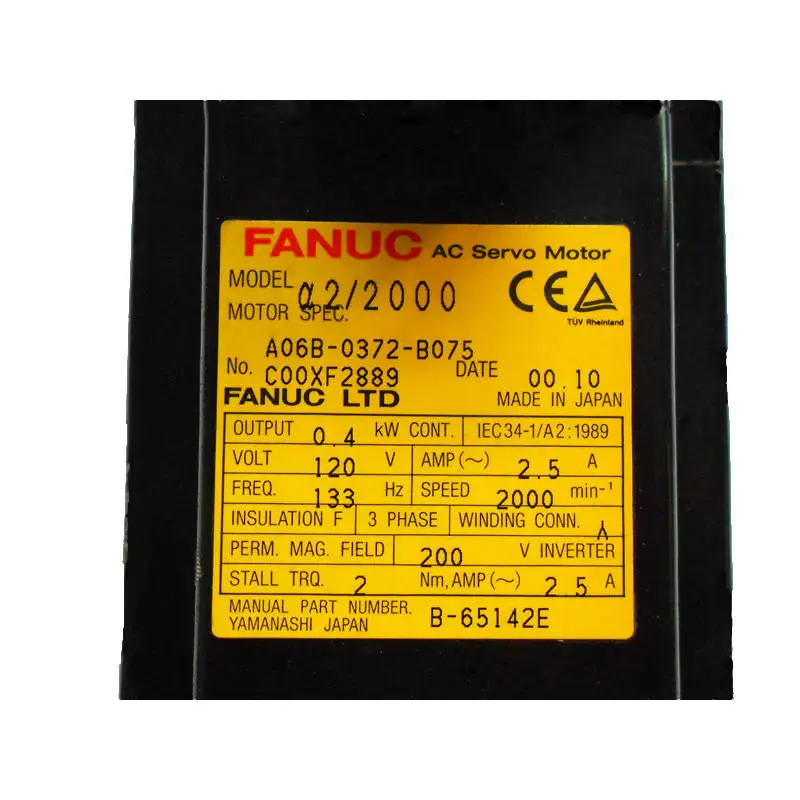 FANUC AC Servo Motor
MODEL α2/2000
MOTOR SPEC.
CE TÜV Rheinland
A06B-0372-B075
No. C00XF2889 DATE 00.10
FANUC LTD MADE IN JAPAN
OUTPUT 0.4 kW CONT. IEC34-1/A2:1989
VOLT 120 V AMP(~) 2.5 A
FREQ. 133 Hz SPEED 2000 min-¹
INSULATION F 3 PHASE WINDING CONN. Y
PERM. MAG. FIELD 200 V INVERTER
STALL TRQ. 2 Nm, AMP(~) 2.5 A
MANUAL PART NUMBER. B-65142E
YAMANASHI JAPAN